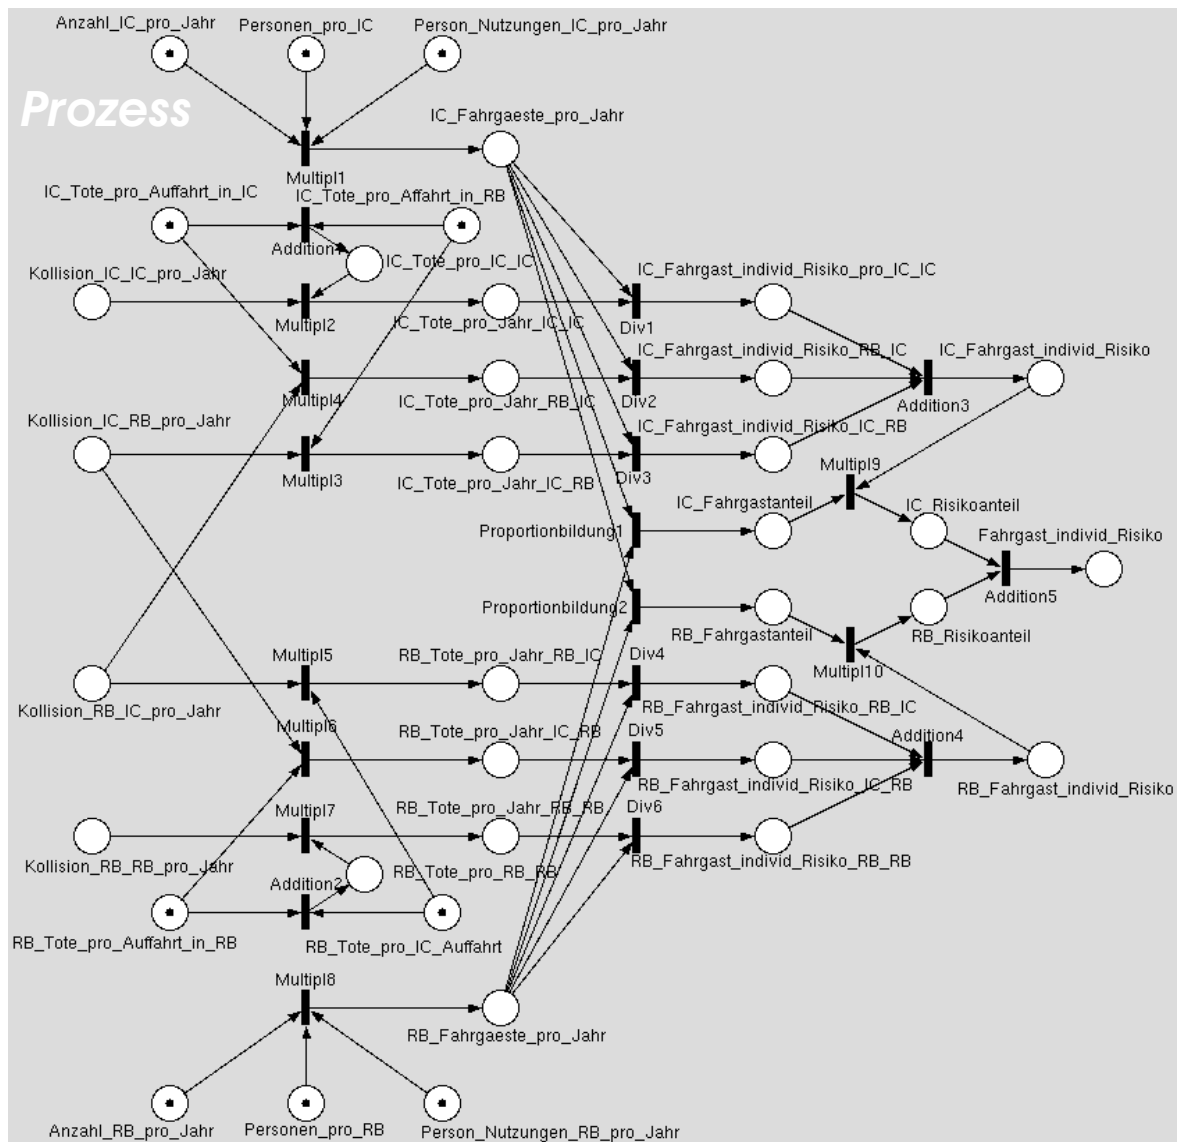 Anzahl_IC_pro_Jahr
Personen_pro_IC
Person_Nutzungen_IC_pro_Jahr
Prozess
IC_Fahrgaeste_pro_Jahr
Multipl1
IC_Tote_pro_Auffahrt_in_IC
IC_Tote_pro_Affahrt_in_RB
Addition1
Kollision_IC_IC_pro_Jahr
IC_Tote_pro_IC_IC
IC_Fahrgast_individ_Risiko_pro_IC_IC
Multipl2
IC_Tote_pro_Jahr_IC_IC
Div1
IC_Fahrgast_individ_Risiko_RB_IC
IC_Fahrgast_individ_Risiko
Multipl4
IC_Tote_pro_Jahr_RB_IC
Div2
Addition3
Kollision_IC_RB_pro_Jahr
IC_Fahrgast_individ_Risiko_IC_RB
Multipl3
IC_Tote_pro_Jahr_IC_RB
Div3
Multipl9
IC_Fahrgastanteil
IC_Risikoanteil
Proportionbildung1
Fahrgast_individ_Risiko
Addition5
Proportionbildung2
RB_Fahrgastanteil
RB_Risikoanteil
Multipl5
RB_Tote_pro_Jahr_RB_IC
Div4
Multipl10
Kollision_RB_IC_pro_Jahr
RB_Fahrgast_individ_Risiko_RB_IC
Multipl6
RB_Tote_pro_Jahr_IC_RB
Div5
Addition4
RB_Fahrgast_individ_Risiko_IC_RB
RB_Fahrgast_individ_Risiko
Multipl7
RB_Tote_pro_Jahr_RB_RB
Div6
Kollision_RB_RB_pro_Jahr
RB_Tote_pro_RB_RB
RB_Fahrgast_individ_Risiko_RB_RB
Addition2
RB_Tote_pro_Auffahrt_in_RB
RB_Tote_pro_IC_Auffahrt
Multipl8
RB_Fahrgaeste_pro_Jahr
Anzahl_RB_pro_Jahr
Personen_pro_RB
Person_Nutzungen_RB_pro_Jahr